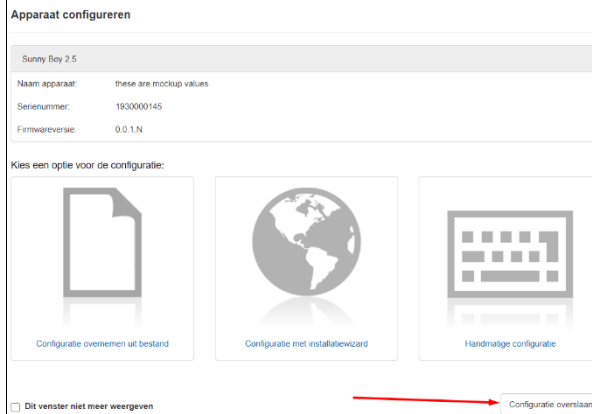 Apparaat configureren
Sunny Boy 2.5
Naam apparaat: these are mockup values
Serienummer: 1930000145
Firmwareversie: 0.0.1.N
Kies een optie voor de configuratie:
Configuratie overnemen uit bestand
Configuratie met installatiewizard
Handmatige configuratie
Dit venster niet meer weergeven
Configuratie overslaan